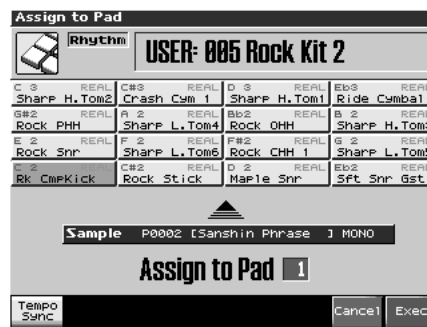 Assign to Pad
Rhythm
USER: 005 Rock Kit 2
C 3 REAL C#3 REAL D 3 REAL Eb3 REAL
Sharp H.Tom2 Crash Cym 1 Sharp H.Tom1 Ride Cymbal
G#2 REAL A 2 REAL Bb2 REAL B 2 REAL
Rock PHH Sharp L.Tom4 Rock OHH Sharp H.Tom
E 2 REAL F 2 REAL F#2 REAL G 2 REAL
Rock Snr Sharp L.Tom6 Rock CHH 1 Sharp L.Tom5
C 2 REAL C#2 REAL D 2 REAL Eb2 REAL
Rk CmpKick Rock Stick Maple Snr Sft Snr Gst
Sample P0002 [Sanshin Phrase ] MONO
Assign to Pad 1
Tempo
Sync
Cancel Exec